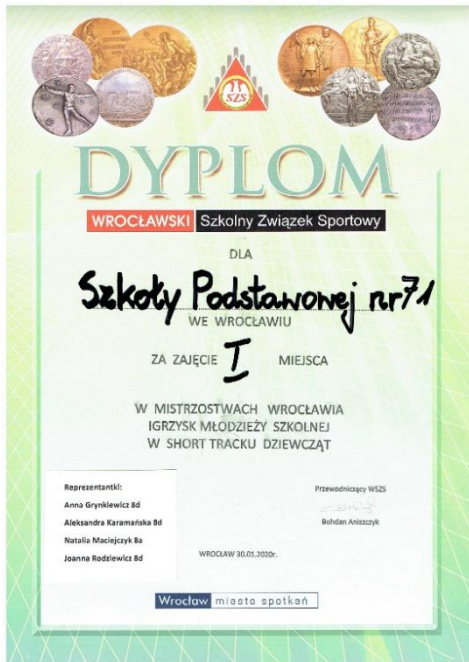 SZS
DYPLOM
WROCŁAWSKI Szkolny Związek Sportowy
DLA
Szkoły Podstawowej nr 71
WE WROCŁAWIU
ZA ZAJĘCIE I MIEJSCA
W MISTRZOSTWACH WROCŁAWIA
IGRZYSK MŁODZIEŻY SZKOLNEJ
W SHORT TRACKU DZIEWCZĄT
Reprezentantki:
Anna Grynkiewicz 8d
Aleksandra Karamańska 8d
Natalia Maciejczyk 8a
Joanna Rodziewicz 8d
Przewodniczący WSZS
Bohdan Aniszczyk
WROCŁAW 30.01.2020r.
Wrocław miasto spotkań